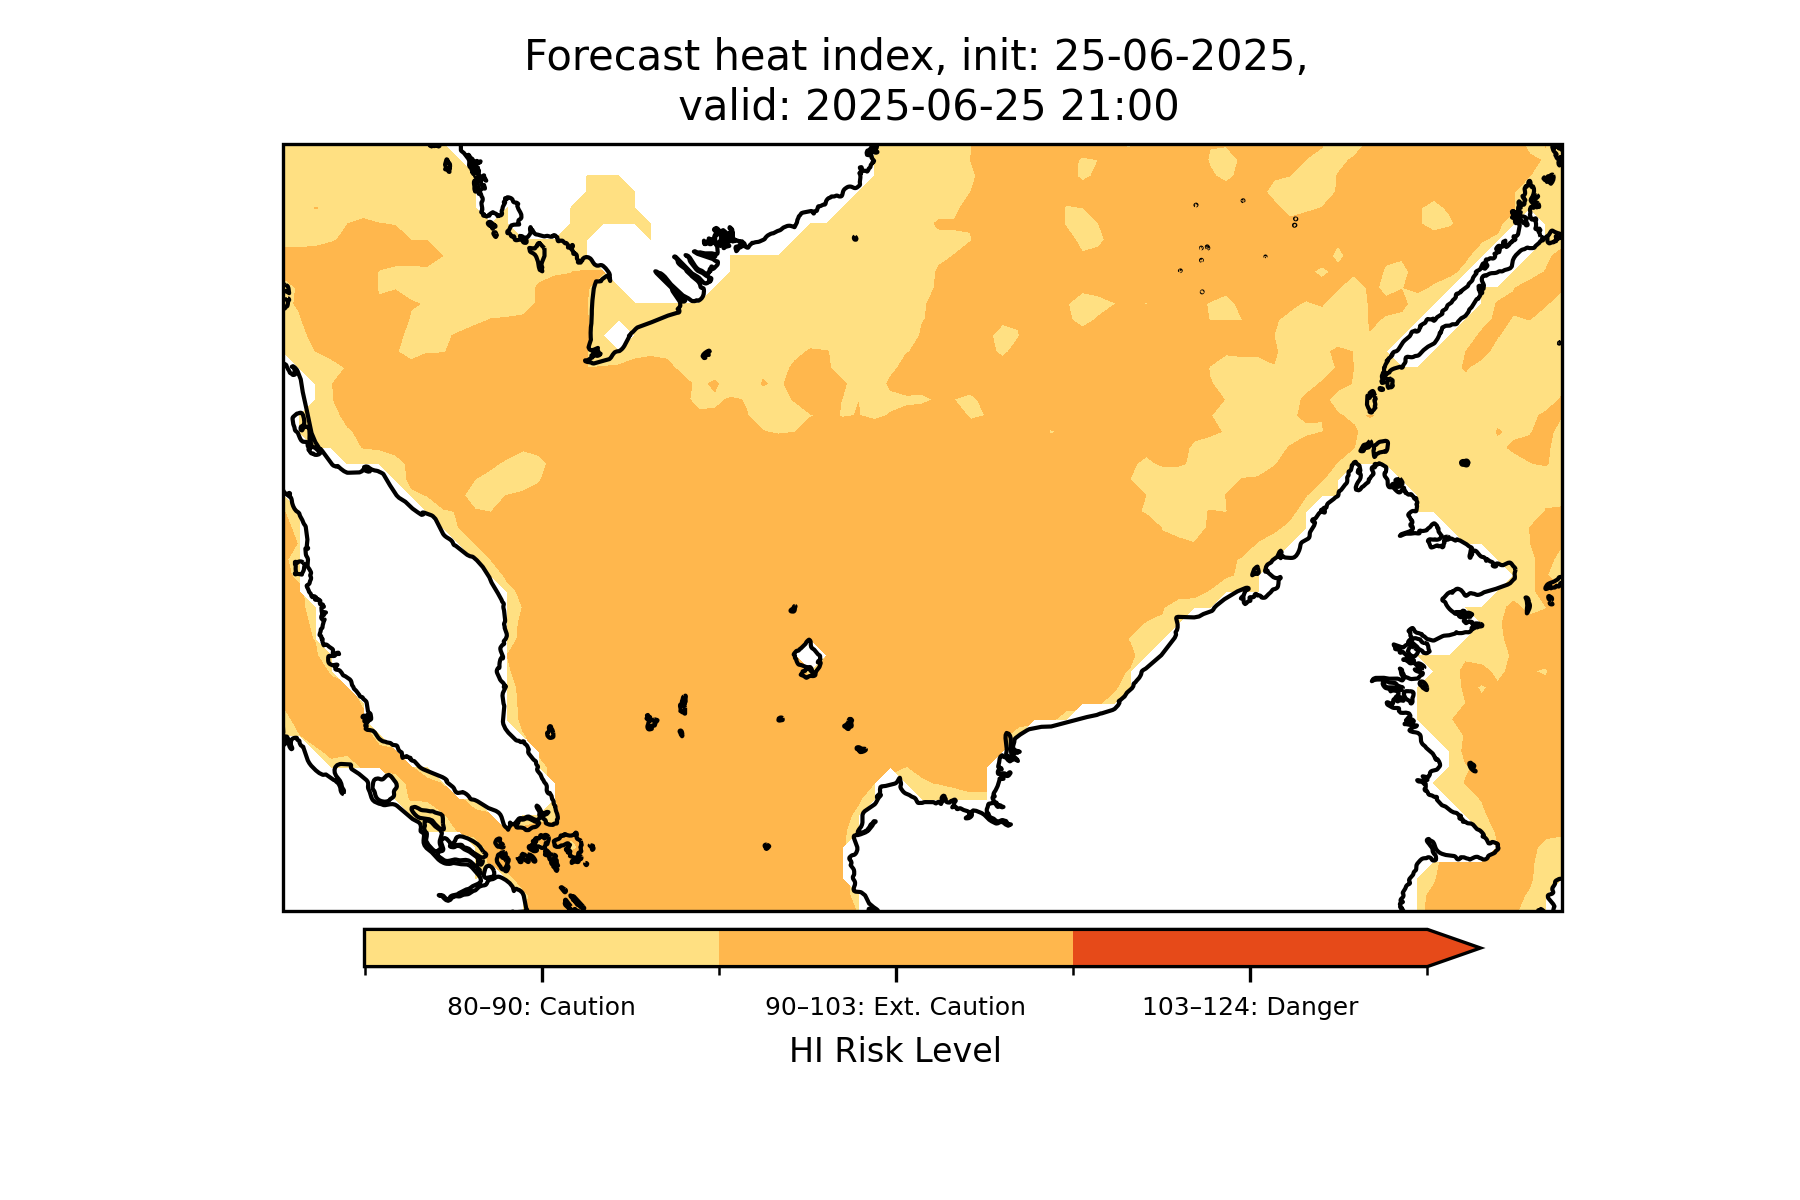 Forecast heat index, init: 25-06-2025,
valid: 2025-06-25 21:00
80–90: Caution
90–103: Ext. Caution
103–124: Danger
HI Risk Level